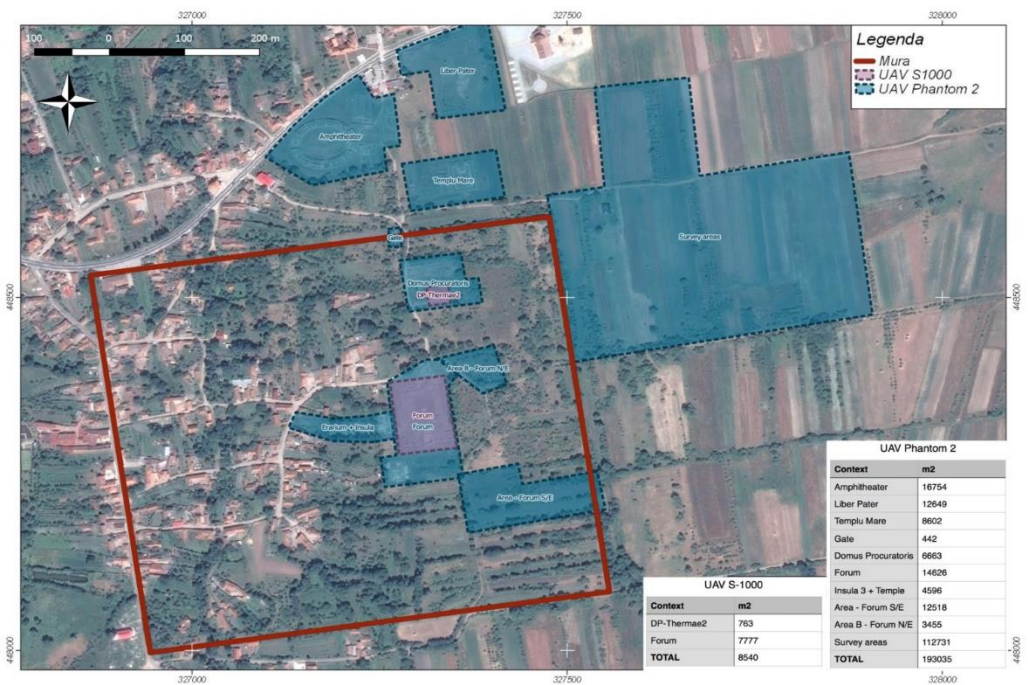 327000 327500 328000
100 0 100 200 m
Legenda
Mura
UAV S1000
UAV Phantom 2
Liber Pater
Amphitheater
Templu Mare
Gate
Survey areas
Domus Procuratoris
DP-Thermae2
448500 448500
Area B - Forum N/E
Forum
Forum
Erarium + Insula
Area - Forum S/E
UAV Phantom 2
Context m2
Amphitheater 16754
Liber Pater 12649
Templu Mare 8602
Gate 442
Domus Procuratoris 6663
Forum 14626
Insula 3 + Temple 4596
Area - Forum S/E 12518
Area B - Forum N/E 3455
Survey areas 112731
TOTAL 193035
UAV S-1000
Context m2
DP-Thermae2 763
Forum 7777
TOTAL 8540
448000 448000
327000 327500 328000